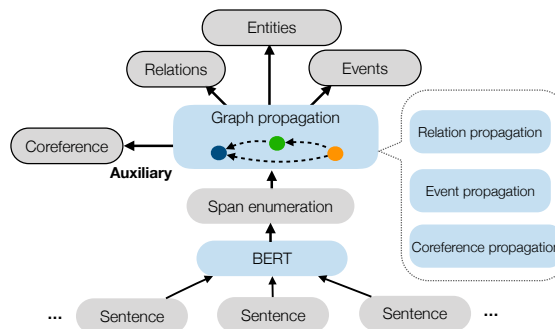 Entities
Relations
Events
Graph propagation
Coreference
Auxiliary
Relation propagation
Event propagation
Coreference propagation
Span enumeration
BERT
... Sentence Sentence Sentence ...